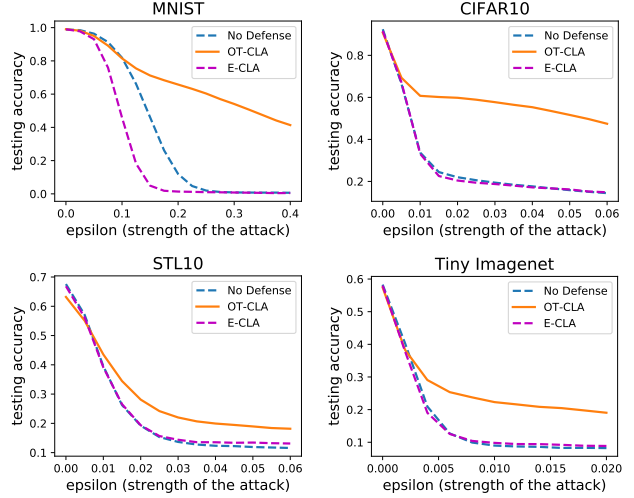 MNIST
1.0
0.8
0.6
0.4
0.2
0.0
testing accuracy
No Defense
OT-CLA
E-CLA
0.0 0.1 0.2 0.3 0.4
epsilon (strength of the attack)
CIFAR10
0.8
0.6
0.4
0.2
testing accuracy
No Defense
OT-CLA
E-CLA
0.00 0.01 0.02 0.03 0.04 0.05 0.06
epsilon (strength of the attack)
STL10
0.7
0.6
0.5
0.4
0.3
0.2
0.1
testing accuracy
No Defense
OT-CLA
E-CLA
0.00 0.01 0.02 0.03 0.04 0.05 0.06
epsilon (strength of the attack)
Tiny Imagenet
0.6
0.5
0.4
0.3
0.2
0.1
testing accuracy
No Defense
OT-CLA
E-CLA
0.000 0.005 0.010 0.015 0.020
epsilon (strength of the attack)